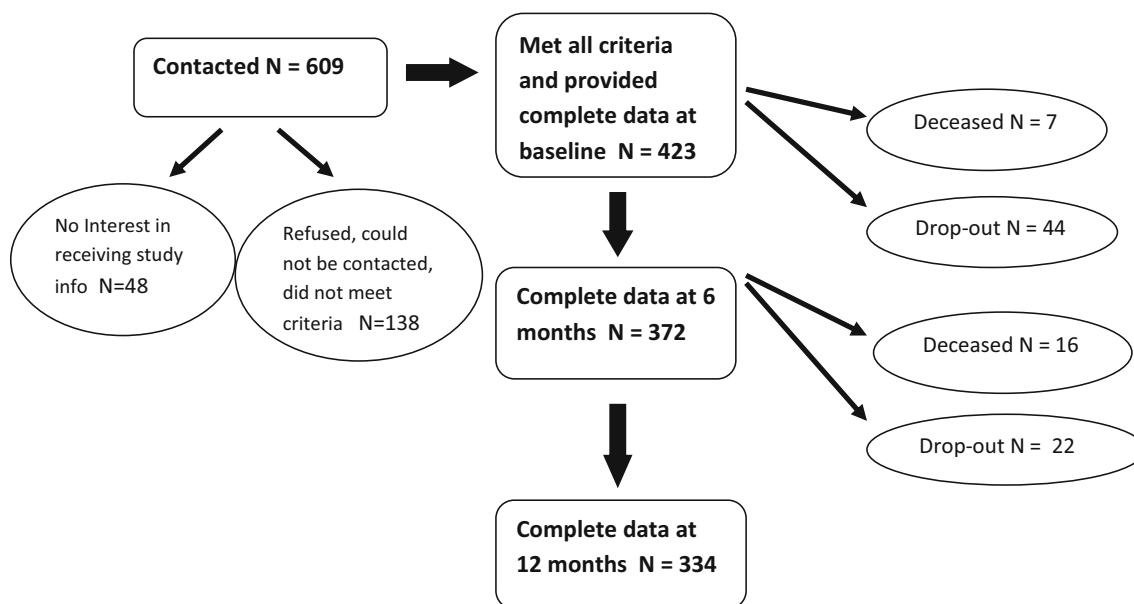 Contacted N = 609
Met all criteria
and provided
complete data at
baseline N = 423
Deceased N = 7
Drop-out N = 44
No Interest in
receiving study
info N=48
Refused, could
not be contacted,
did not meet
criteria N=138
Complete data at 6
months N = 372
Deceased N = 16
Drop-out N = 22
Complete data at
12 months N = 334